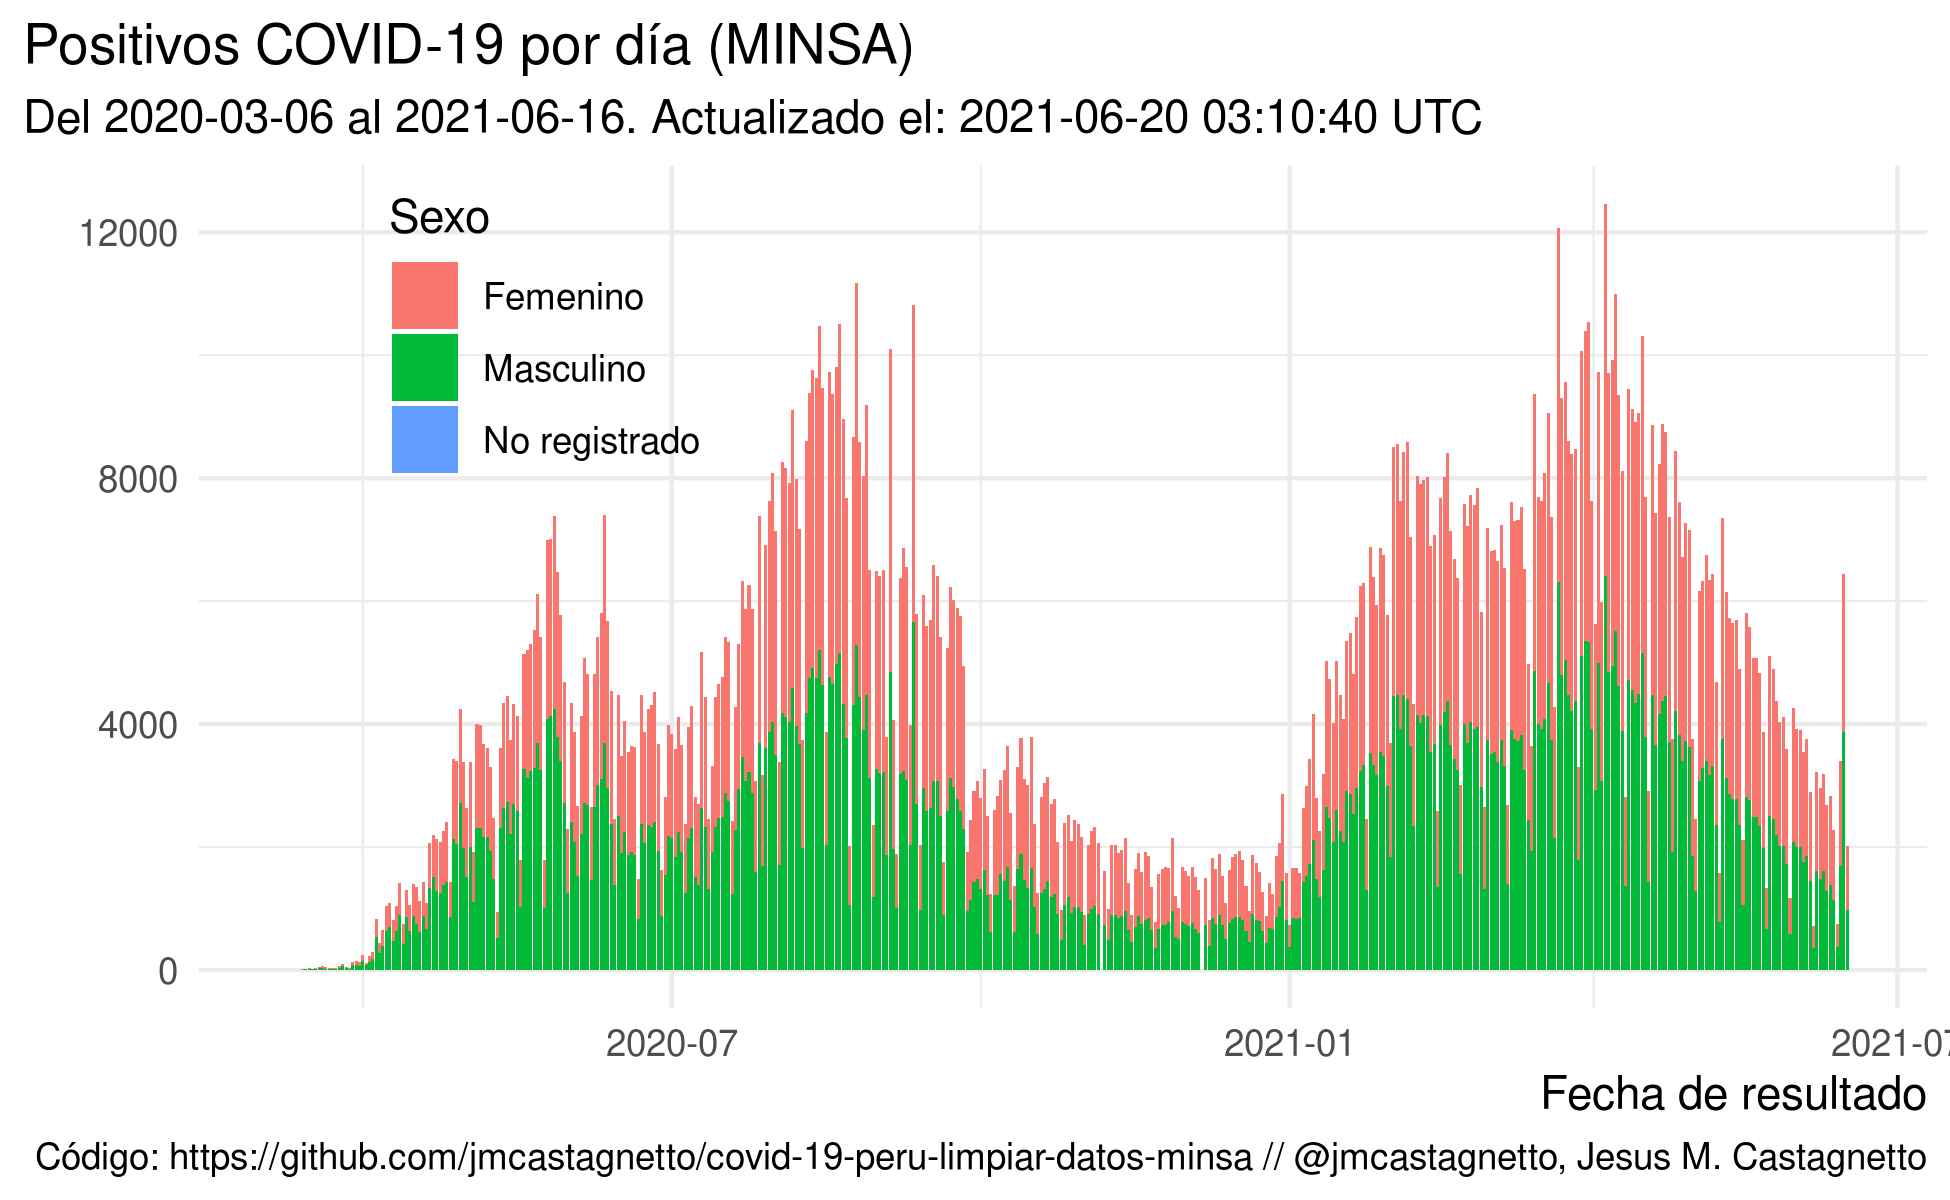 Positivos COVID-19 por día (MINSA)
Del 2020-03-06 al 2021-06-16. Actualizado el: 2021-06-20 03:10:40 UTC
Sexo
Femenino
Masculino
No registrado
12000
8000
4000
0
2020-07
2021-01
2021-07
Fecha de resultado
Código: https://github.com/jmcastagnetto/covid-19-peru-limpiar-datos-minsa // @jmcastagnetto, Jesus M. Castagnetto